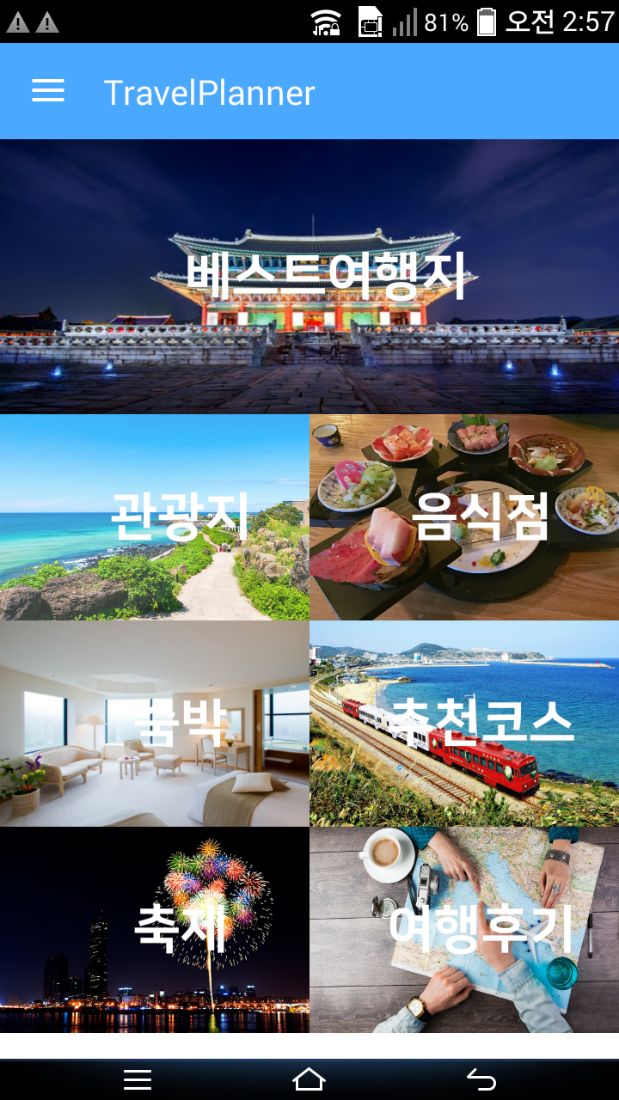 81% 오전 2:57
TravelPlanner
베스트여행지
관광지
음식점
숙박
추천코스
축제
여행후기